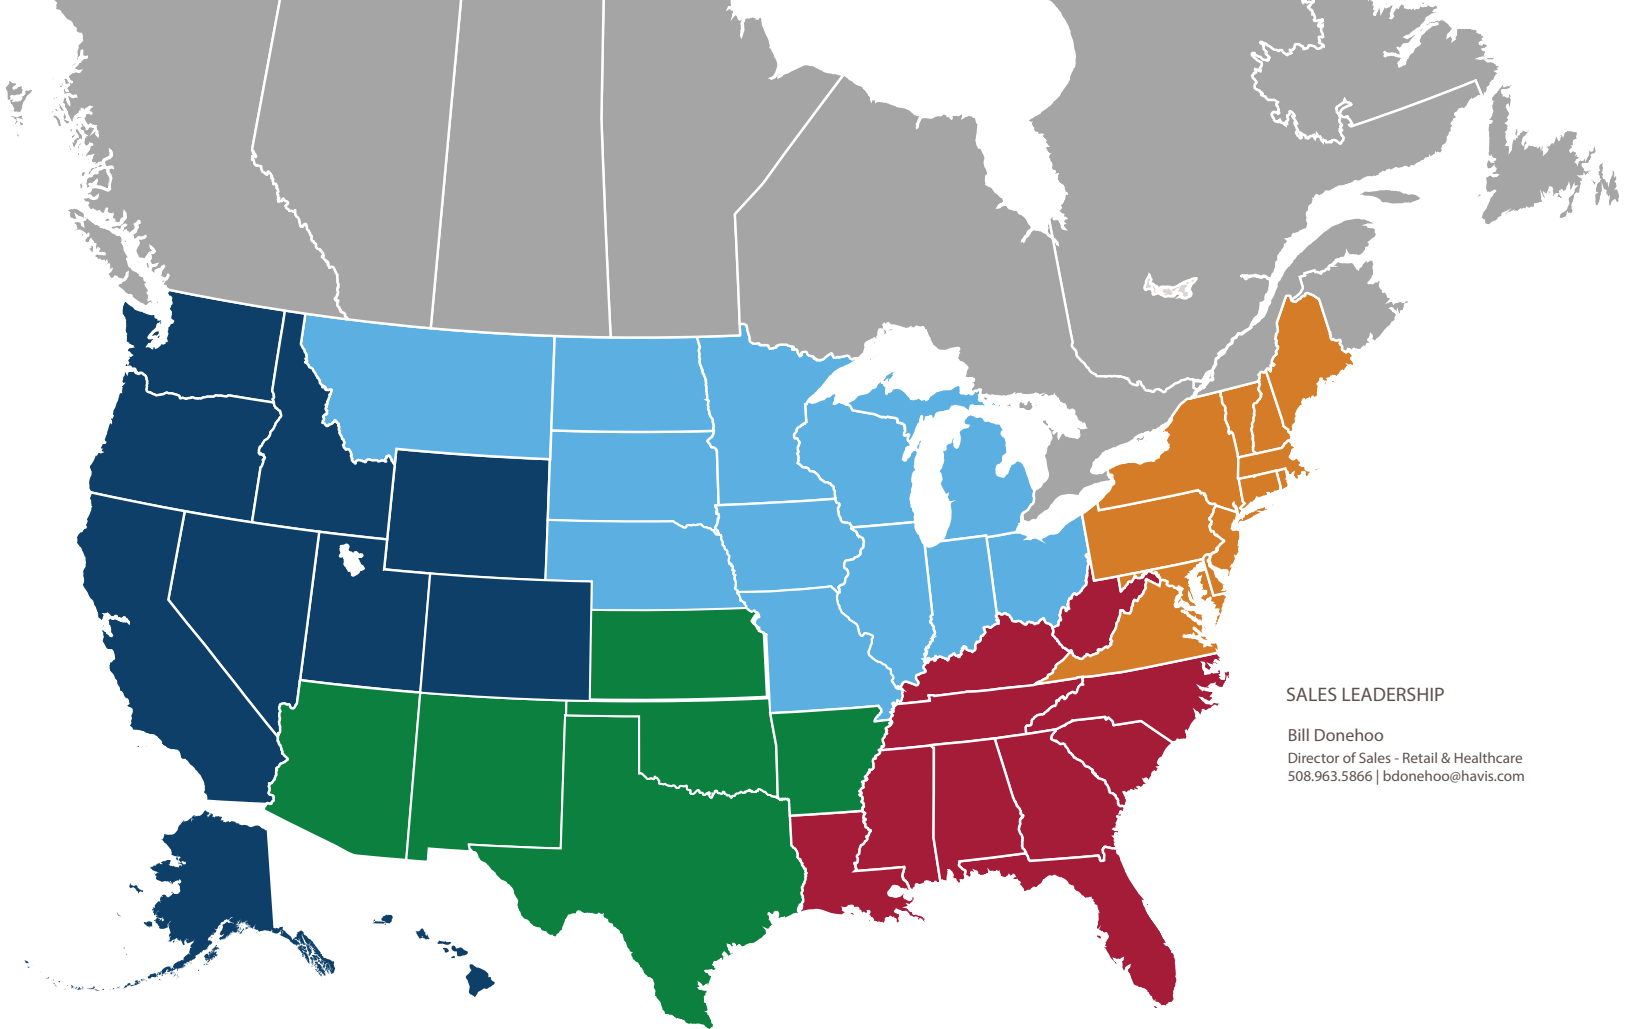 SALES LEADERSHIP
Bill Donehoo
Director of Sales - Retail & Healthcare
508.963.5866 | bdonehoo@havis.com